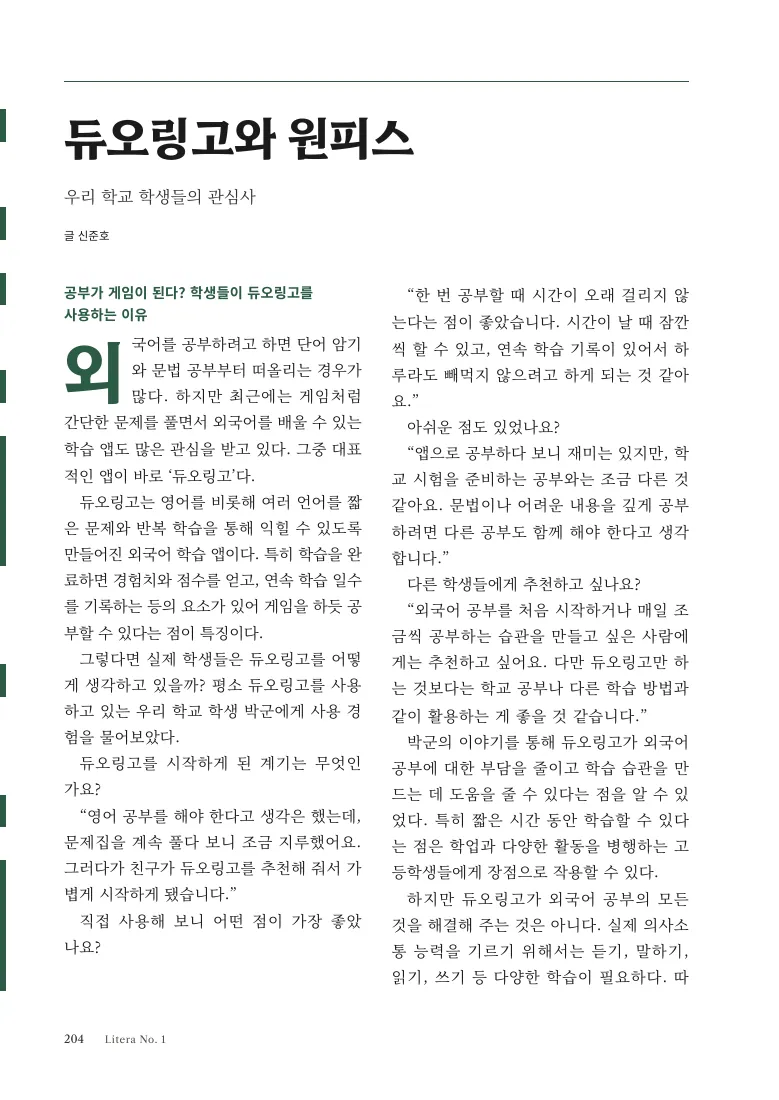 듀오링고와 원피스
우리 학교 학생들의 관심사
글 신준호
공부가 게임이 된다? 학생들이 듀오링고를
사용하는 이유
외국어를 공부하려고 하면 단어 암기
와 문법 공부부터 떠올리는 경우가
많다. 하지만 최근에는 게임처럼
간단한 문제를 풀면서 외국어를 배울 수 있는
학습 앱도 많은 관심을 받고 있다. 그중 대표
적인 앱이 바로 ‘듀오링고’다.
듀오링고는 영어를 비롯해 여러 언어를 짧
은 문제와 반복 학습을 통해 익힐 수 있도록
만들어진 외국어 학습 앱이다. 특히 학습을 완
료하면 경험치와 점수를 얻고, 연속 학습 일수
를 기록하는 등의 요소가 있어 게임을 하듯 공
부할 수 있다는 점이 특징이다.
그렇다면 실제 학생들은 듀오링고를 어떻
게 생각하고 있을까? 평소 듀오링고를 사용
하고 있는 우리 학교 학생 박군에게 사용 경
험을 물어보았다.
듀오링고를 시작하게 된 계기는 무엇인
가요?
“영어 공부를 해야 한다고 생각은 했는데,
문제집을 계속 풀다 보니 조금 지루했어요.
그러다가 친구가 듀오링고를 추천해 줘서 가
볍게 시작하게 됐습니다.”
직접 사용해 보니 어떤 점이 가장 좋았
나요?
“한 번 공부할 때 시간이 오래 걸리지 않
는다는 점이 좋았습니다. 시간이 날 때 잠깐
씩 할 수 있고, 연속 학습 기록이 있어서 하
루라도 빼먹지 않으려고 하게 되는 것 같아
요.”
아쉬운 점도 있었나요?
“앱으로 공부하다 보니 재미는 있지만, 학
교 시험을 준비하는 공부와는 조금 다른 것
같아요. 문법이나 어려운 내용을 깊게 공부
하려면 다른 공부도 함께 해야 한다고 생각
합니다.”
다른 학생들에게 추천하고 싶나요?
“외국어 공부를 처음 시작하거나 매일 조
금씩 공부하는 습관을 만들고 싶은 사람에
게는 추천하고 싶어요. 다만 듀오링고만 하
는 것보다는 학교 공부나 다른 학습 방법과
같이 활용하는 게 좋을 것 같습니다.”
박군의 이야기를 통해 듀오링고가 외국어
공부에 대한 부담을 줄이고 학습 습관을 만
드는 데 도움을 줄 수 있다는 점을 알 수 있
었다. 특히 짧은 시간 동안 학습할 수 있다
는 점은 학업과 다양한 활동을 병행하는 고
등학생들에게 장점으로 작용할 수 있다.
하지만 듀오링고가 외국어 공부의 모든
것을 해결해 주는 것은 아니다. 실제 의사소
통 능력을 기르기 위해서는 듣기, 말하기,
읽기, 쓰기 등 다양한 학습이 필요하다. 따
204 Litera No. 1